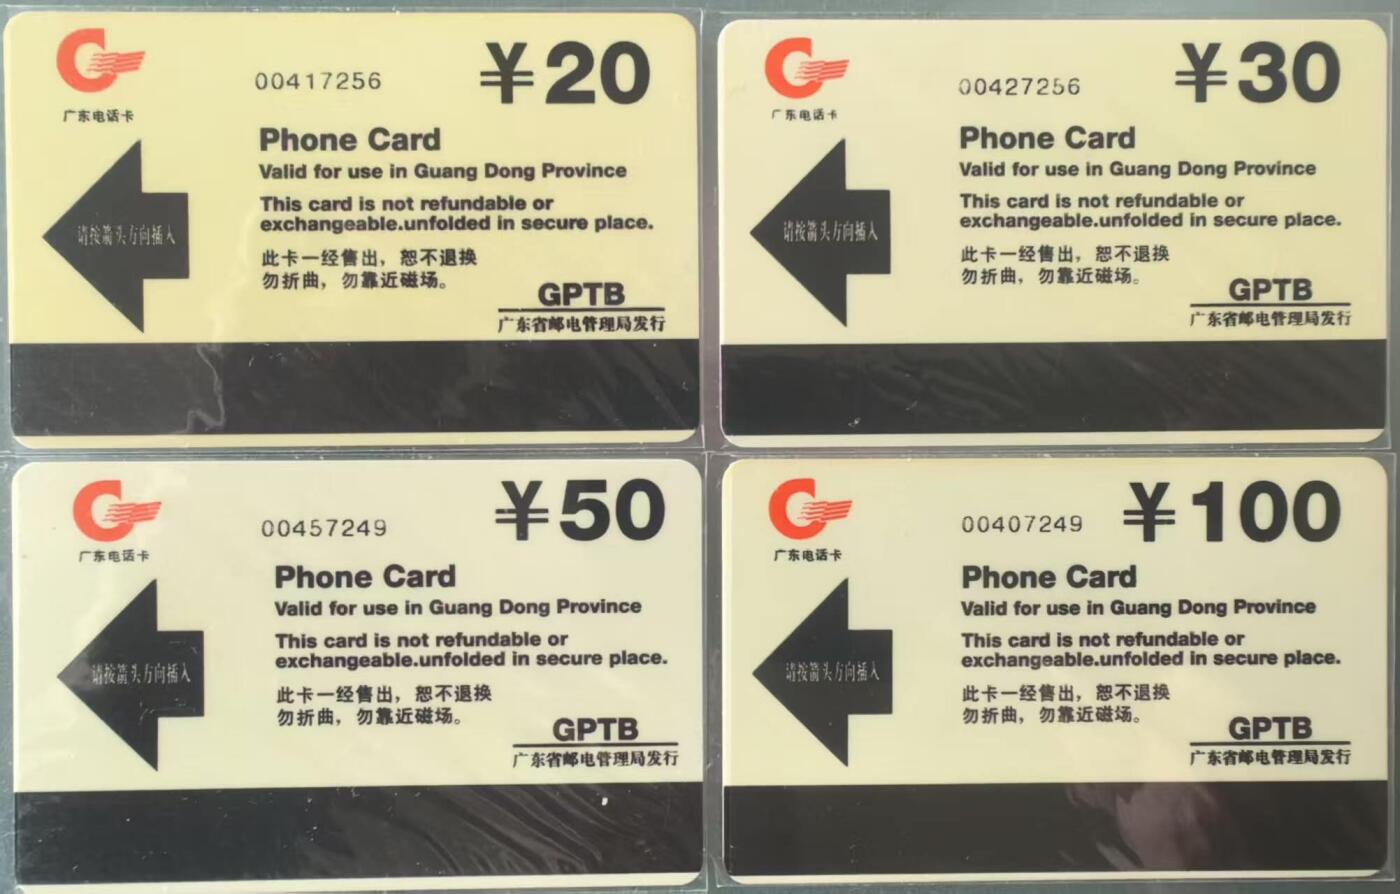 00417256
¥20
广东电话卡
Phone Card
Valid for use in Guang Dong Province
This card is not refundable or
exchangeable.unfolded in secure place.
请按箭头方向插入
此卡一经售出，恕不退换
勿折曲，勿靠近磁场。
GPTB
广东省邮电管理局发行
00427256
¥30
广东电话卡
Phone Card
Valid for use in Guang Dong Province
This card is not refundable or
exchangeable.unfolded in secure place.
请按箭头方向插入
此卡一经售出，恕不退换
勿折曲，勿靠近磁场。
GPTB
广东省邮电管理局发行
00457249
¥50
广东电话卡
Phone Card
Valid for use in Guang Dong Province
This card is not refundable or
exchangeable.unfolded in secure place.
请按箭头方向插入
此卡一经售出，恕不退换
勿折曲，勿靠近磁场。
GPTB
广东省邮电管理局发行
00407249
¥100
广东电话卡
Phone Card
Valid for use in Guang Dong Province
This card is not refundable or
exchangeable.unfolded in secure place.
请按箭头方向插入
此卡一经售出，恕不退换
勿折曲，勿靠近磁场。
GPTB
广东省邮电管理局发行